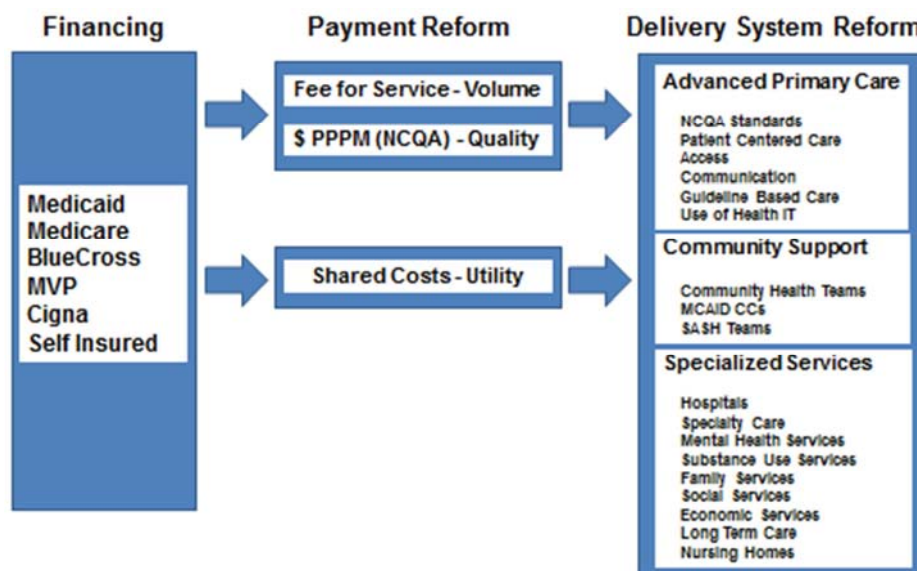 Financing
Payment Reform
Delivery System Reform
Medicaid
Medicare
BlueCross
MVP
Cigna
Self Insured
Fee for Service - Volume
$ PPPM (NCQA) - Quality
Shared Costs - Utility
Advanced Primary Care
NCQA Standards
Patient Centered Care
Access
Communication
Guideline Based Care
Use of Health IT
Community Support
Community Health Teams
MCAID CCs
SASH Teams
Specialized Services
Hospitals
Specialty Care
Mental Health Services
Substance Use Services
Family Services
Social Services
Economic Services
Long Term Care
Nursing Homes